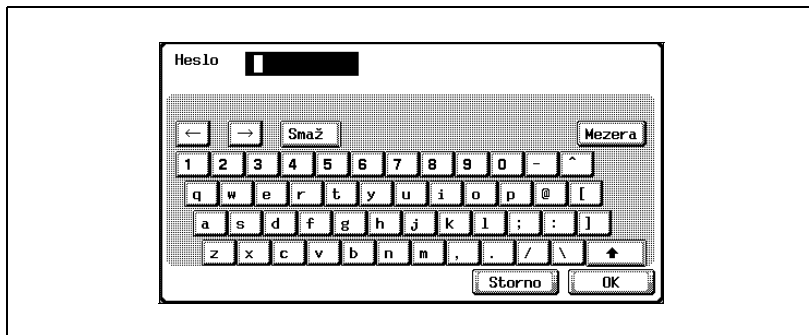 Heslo
← → Smaž Mezera
1 2 3 4 5 6 7 8 9 0 - ^
q w e r t y u i o p @ [
a s d f g h j k l ; : ]
z x c v b n m , . / \ ↑
Storno OK